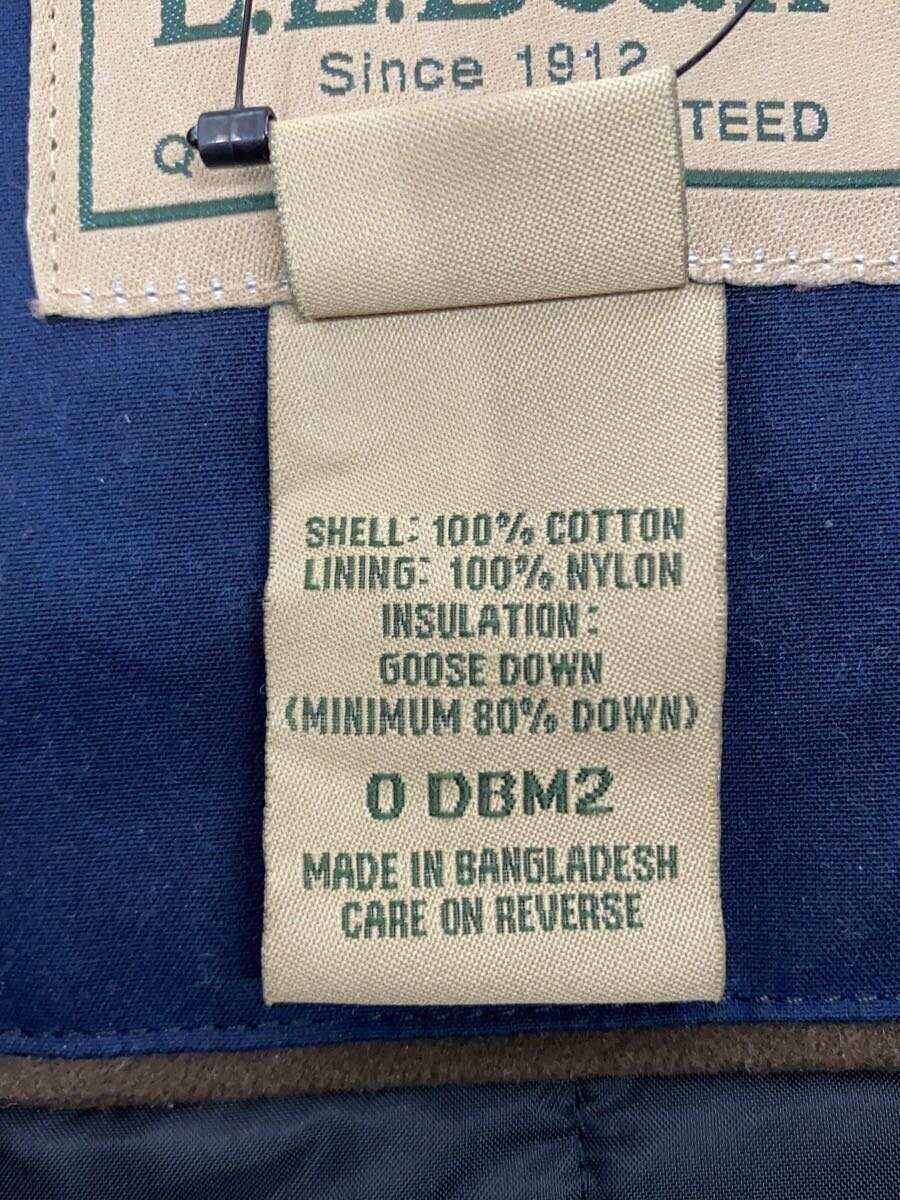 L.L.Bean
Since 1912
Q TEED
SHELL: 100% COTTON
LINING: 100% NYLON
INSULATION:
GOOSE DOWN
(MINIMUM 80% DOWN)
0 DBM2
MADE IN BANGLADESH
CARE ON REVERSE